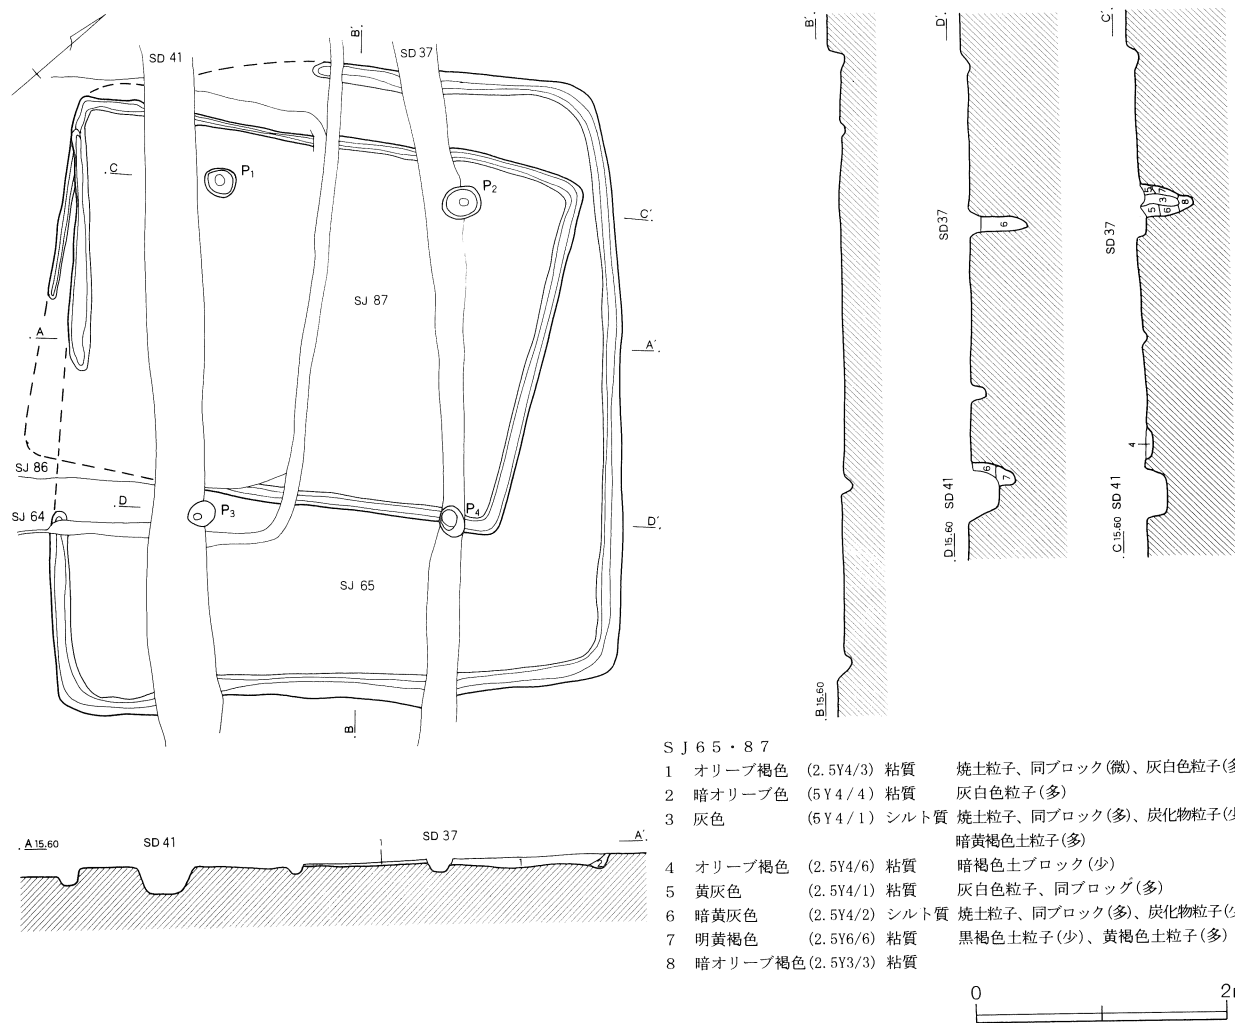 SD 41
B′
SD 37
C
P1
P2
C′
SJ 87
A
A′
SJ 86
D
P3
P4
D′
SJ 64
SJ 65
B
B′
B 15.60
D′
SD37
6
6
7
SD 41
D 15.60
C′
5
7
3
5
6
8
SD 37
4
SD 41
C 15.60
A 15.60
SD 41
1
SD 37
1
2
A′
SJ65・87
1 オリーブ褐色 (2.5Y4/3) 粘質 焼土粒子、同ブロック(微)、灰白色粒子(多
2 暗オリーブ色 (5Y4/4) 粘質 灰白色粒子(多)
3 灰色 (5Y4/1) シルト質 焼土粒子、同ブロック(多)、炭化物粒子(少
暗黄褐色土粒子(多)
4 オリーブ褐色 (2.5Y4/6) 粘質 暗褐色土ブロック(少)
5 黄灰色 (2.5Y4/1) 粘質 灰白色粒子、同ブロッグ(多)
6 暗黄灰色 (2.5Y4/2) シルト質 焼土粒子、同ブロック(多)、炭化物粒子(少
7 明黄褐色 (2.5Y6/6) 粘質 黒褐色土粒子(少)、黄褐色土粒子(多)
8 暗オリーブ褐色 (2.5Y3/3) 粘質
0 2m